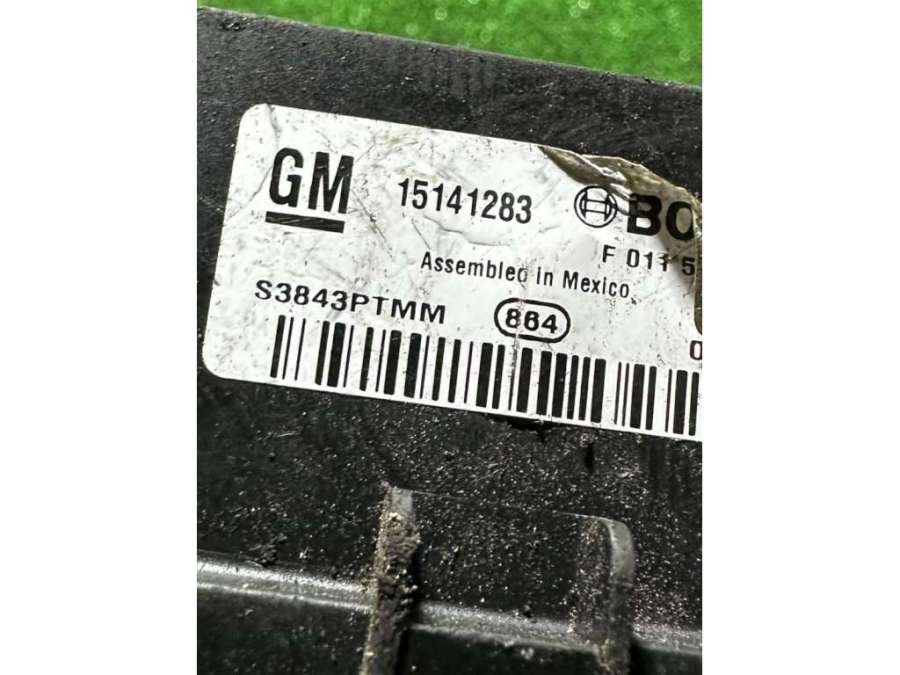 GM 15141283 BO
F 011 5
Assembled in Mexico
S3843PTMM 864
0